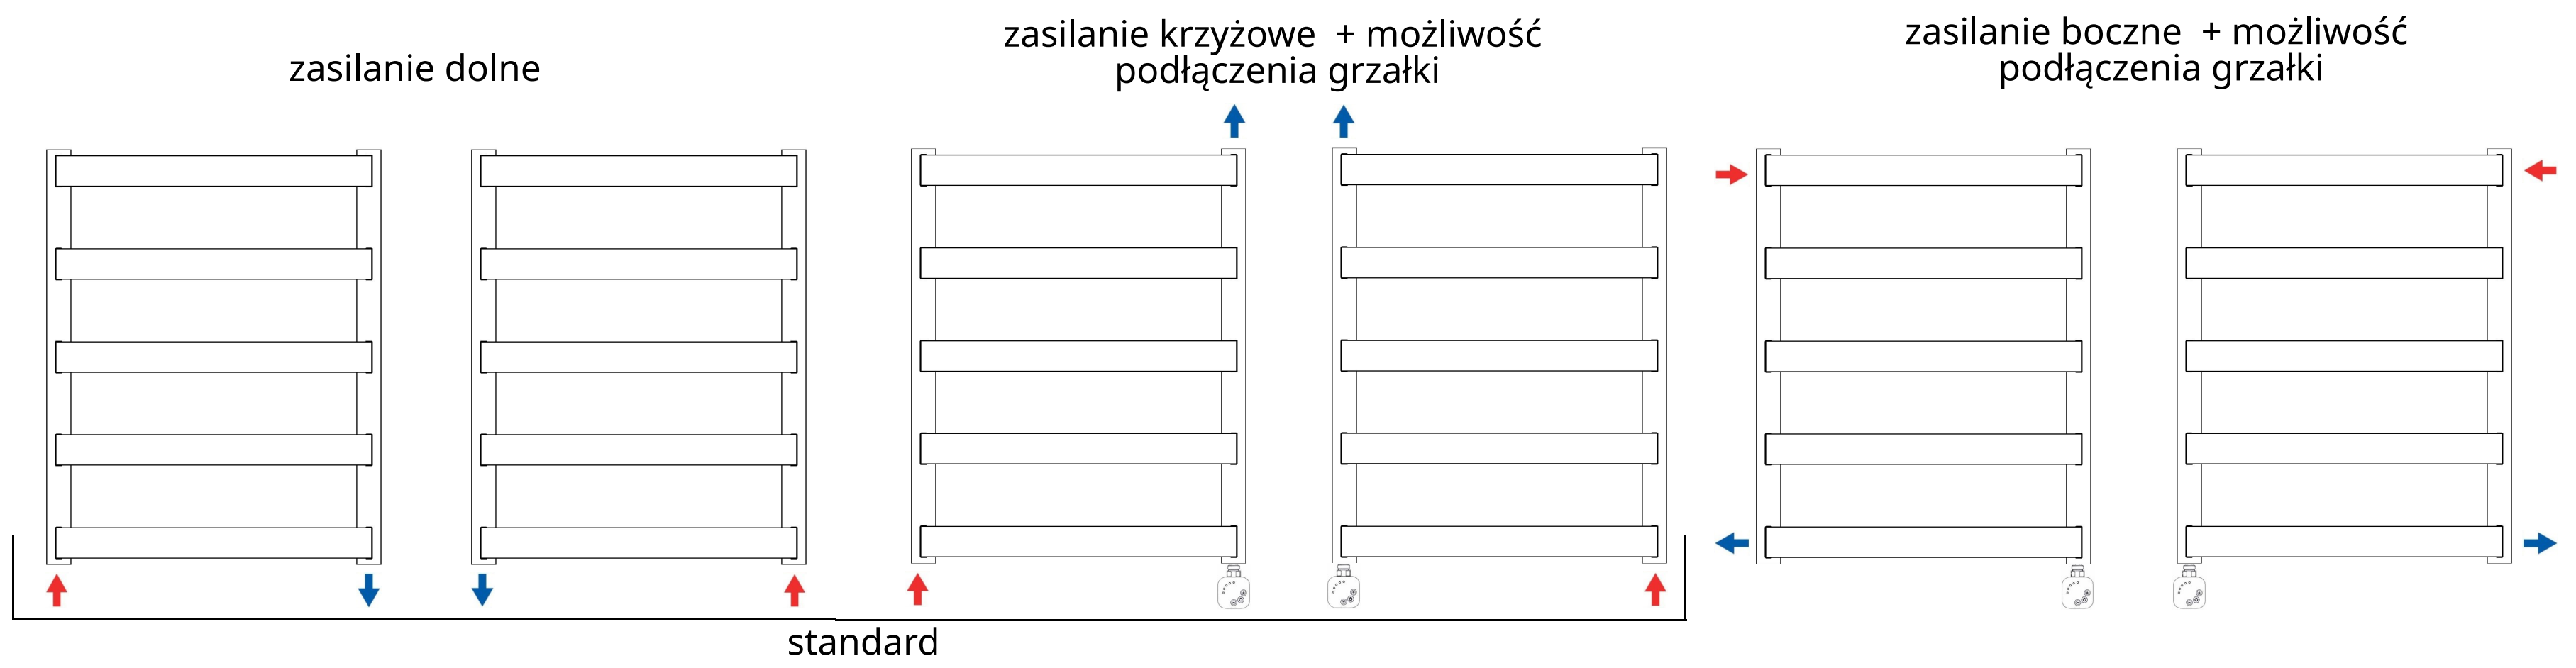 zasilanie dolne
zasilanie krzyżowe + możliwość
podłączenia grzałki
zasilanie boczne + możliwość
podłączenia grzałki
standard